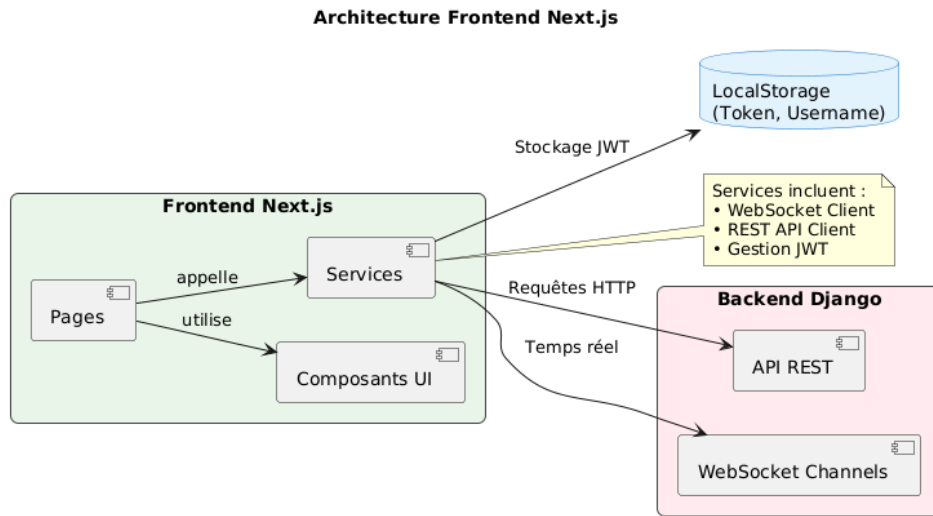 Architecture Frontend Next.js
LocalStorage
(Token, Username)
Stockage JWT
Services incluent :
• WebSocket Client
• REST API Client
• Gestion JWT
Frontend Next.js
Services
appelle
Pages
utilise
Composants UI
Requêtes HTTP
Temps réel
Backend Django
API REST
WebSocket Channels